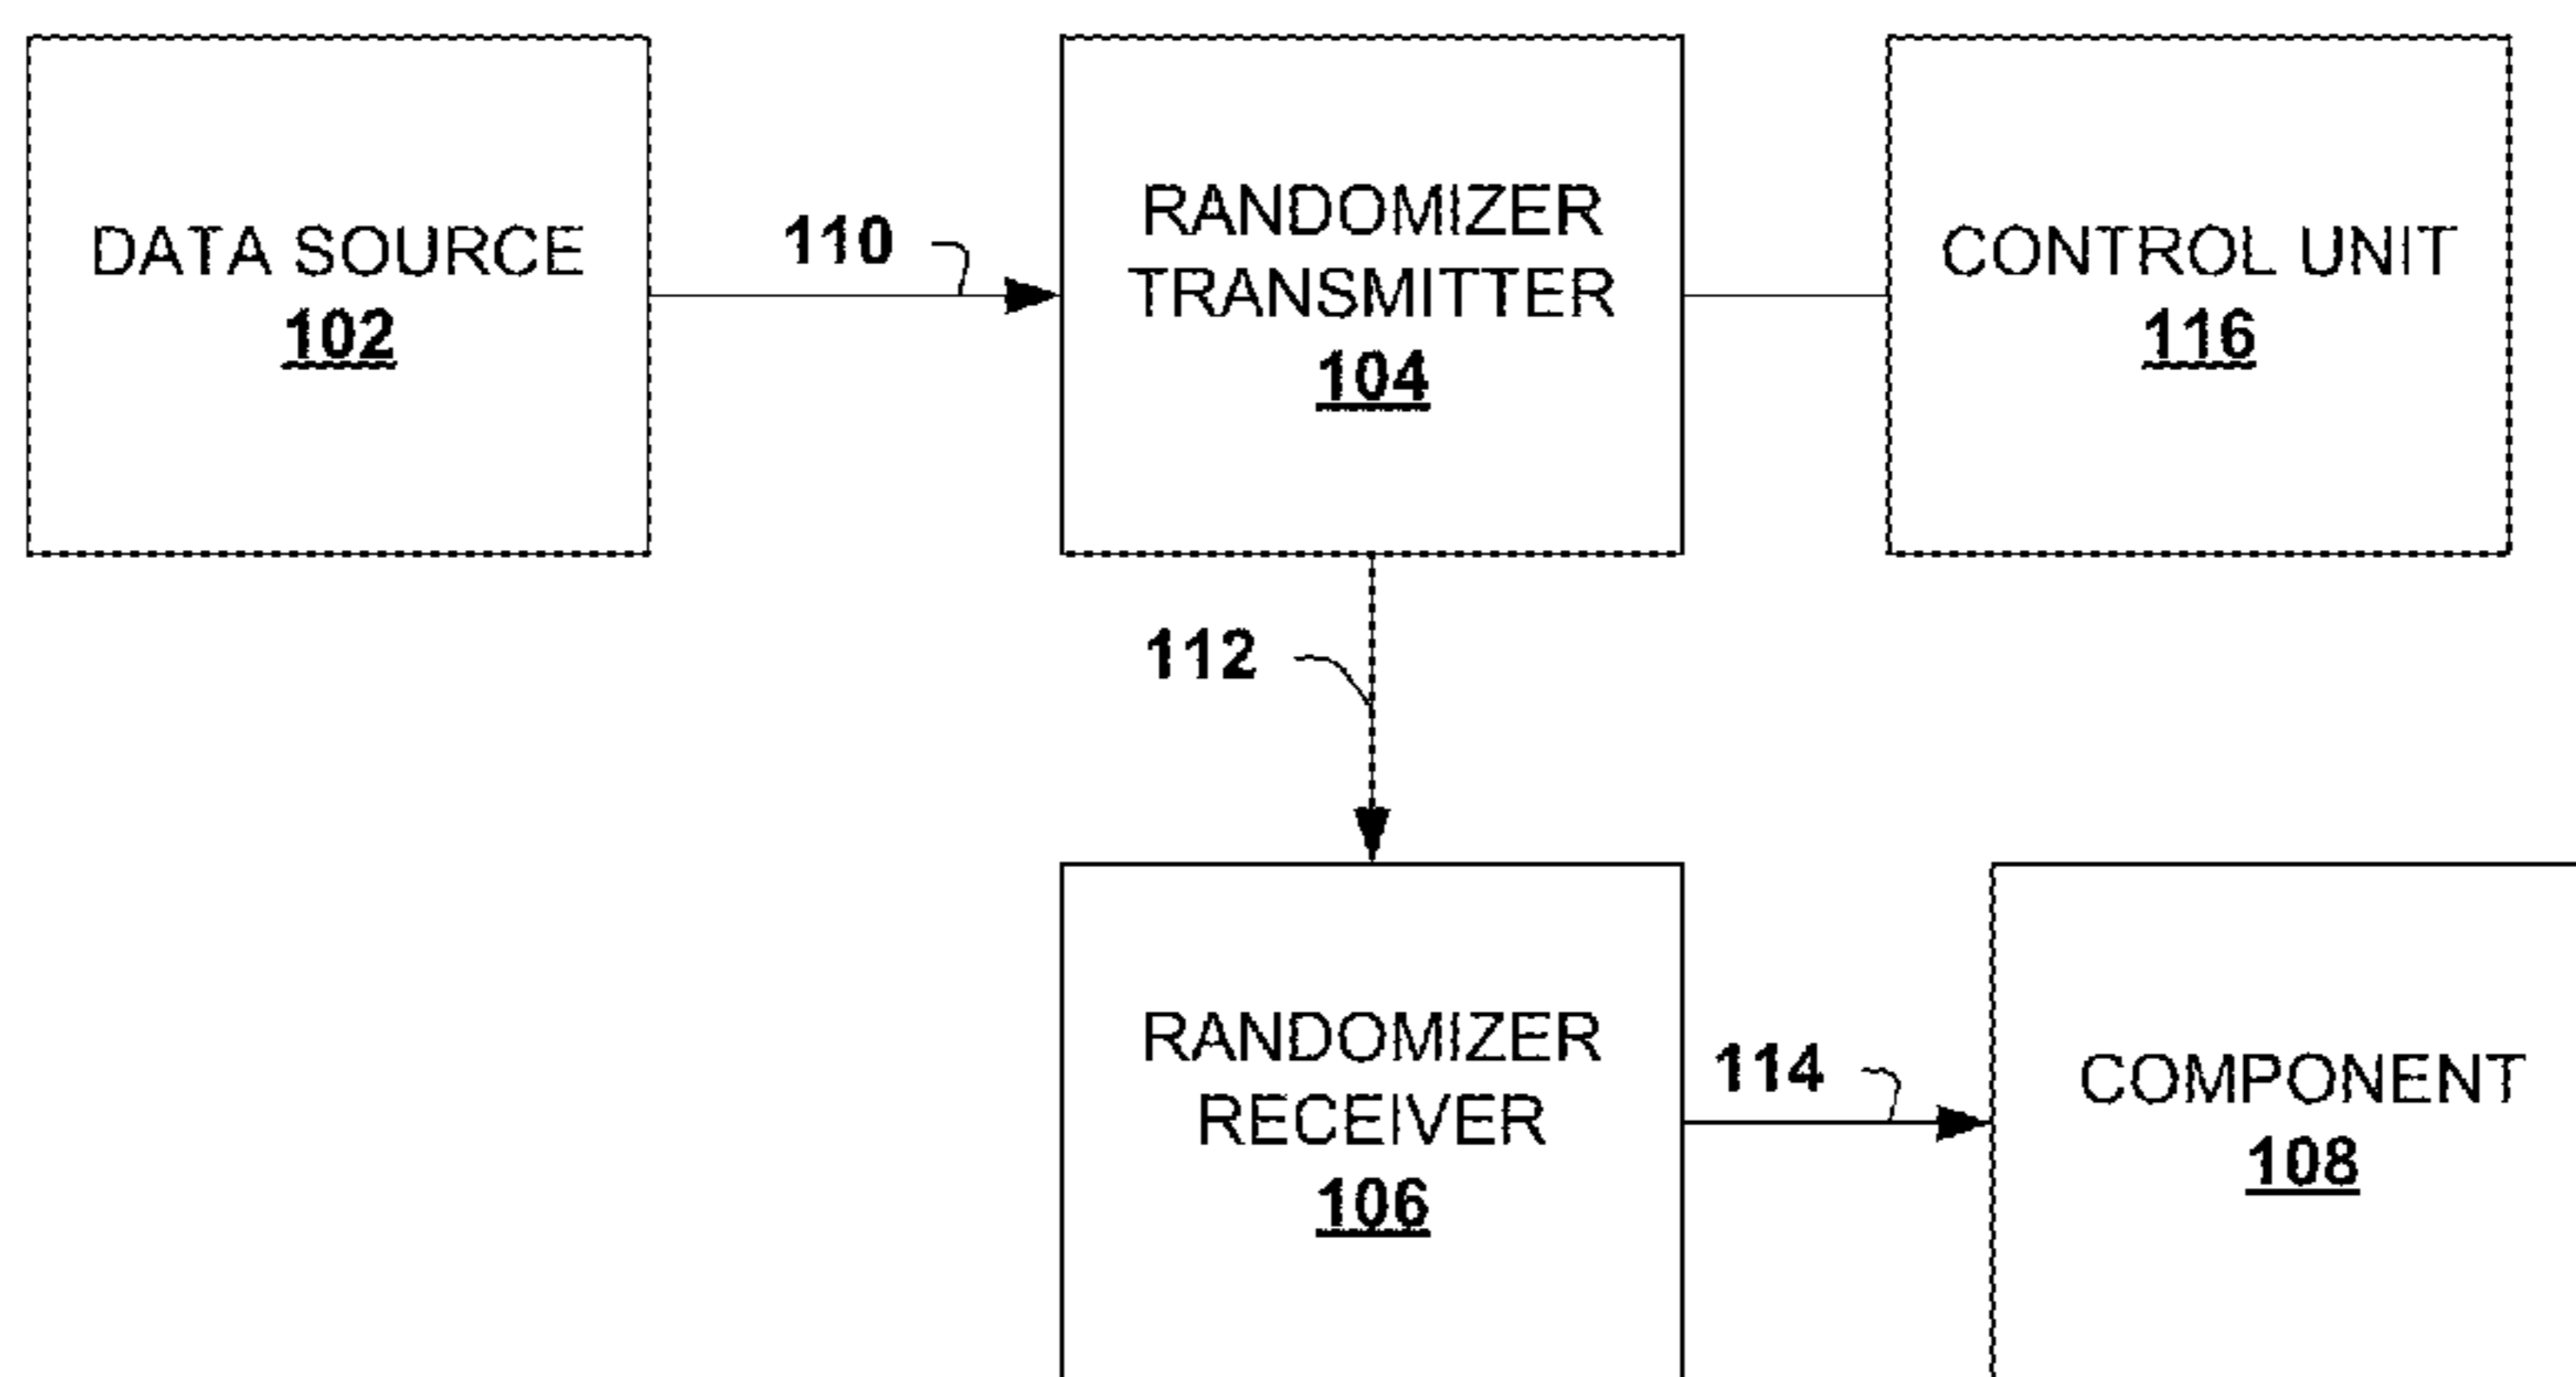 DATA SOURCE
102
110
RANDOMIZER
TRANSMITTER
104
CONTROL UNIT
116
112
RANDOMIZER
RECEIVER
106
114
COMPONENT
108